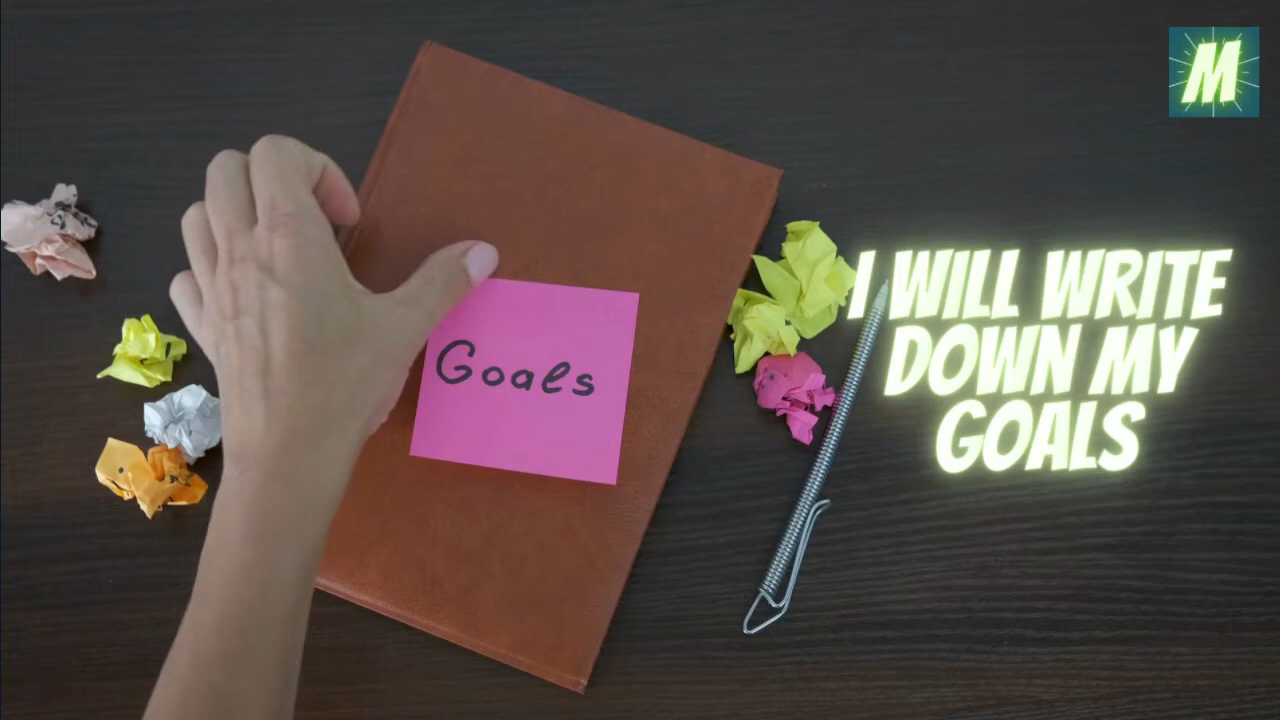 M
I WILL WRITE
DOWN MY
GOALS
Goals